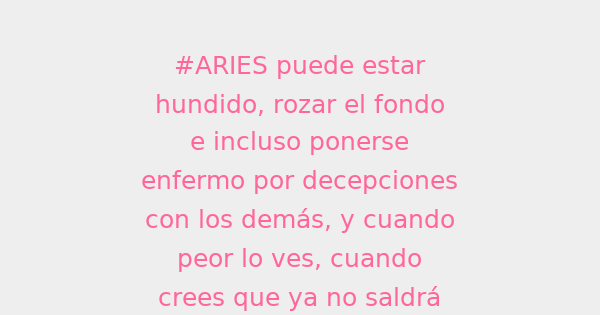 #ARIES puede estar
hundido, rozar el fondo
e incluso ponerse
enfermo por decepciones
con los demás, y cuando
peor lo ves, cuando
crees que ya no saldrá